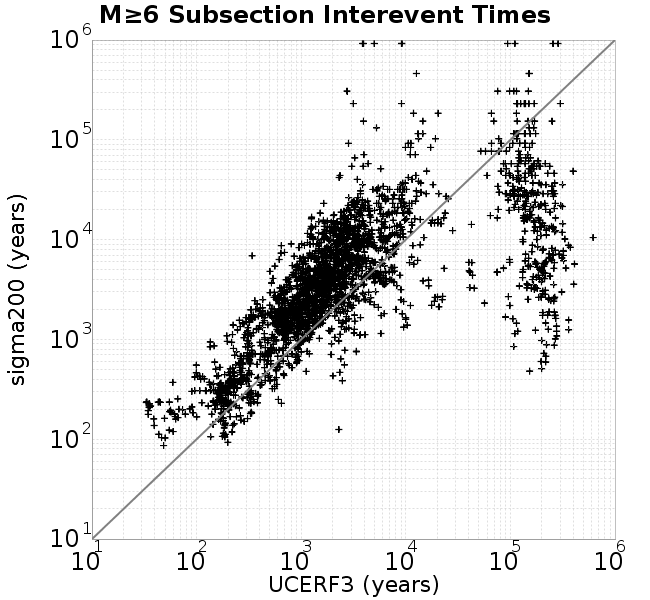 M≥6 Subsection Interevent Times
sigma200 (years)
10^6
10^5
10^4
10^3
10^2
10^1
10^1 10^2 10^3 10^4 10^5 10^6
UCERF3 (years)